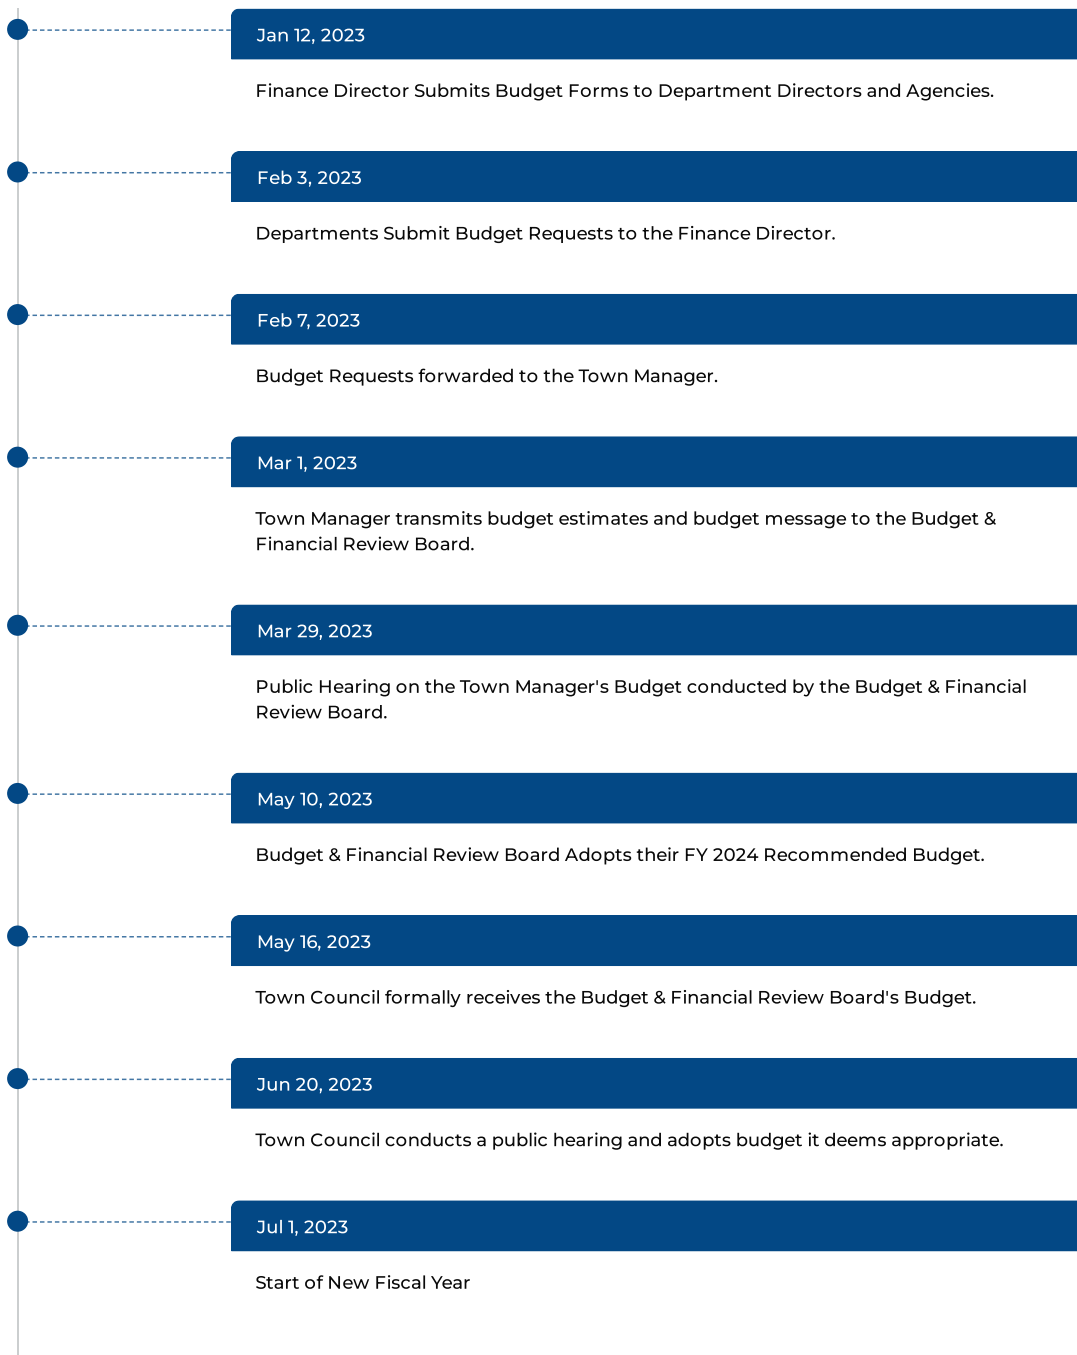 Jan 12, 2023
Finance Director Submits Budget Forms to Department Directors and Agencies.
Feb 3, 2023
Departments Submit Budget Requests to the Finance Director.
Feb 7, 2023
Budget Requests forwarded to the Town Manager.
Mar 1, 2023
Town Manager transmits budget estimates and budget message to the Budget &
Financial Review Board.
Mar 29, 2023
Public Hearing on the Town Manager's Budget conducted by the Budget & Financial
Review Board.
May 10, 2023
Budget & Financial Review Board Adopts their FY 2024 Recommended Budget.
May 16, 2023
Town Council formally receives the Budget & Financial Review Board's Budget.
Jun 20, 2023
Town Council conducts a public hearing and adopts budget it deems appropriate.
Jul 1, 2023
Start of New Fiscal Year